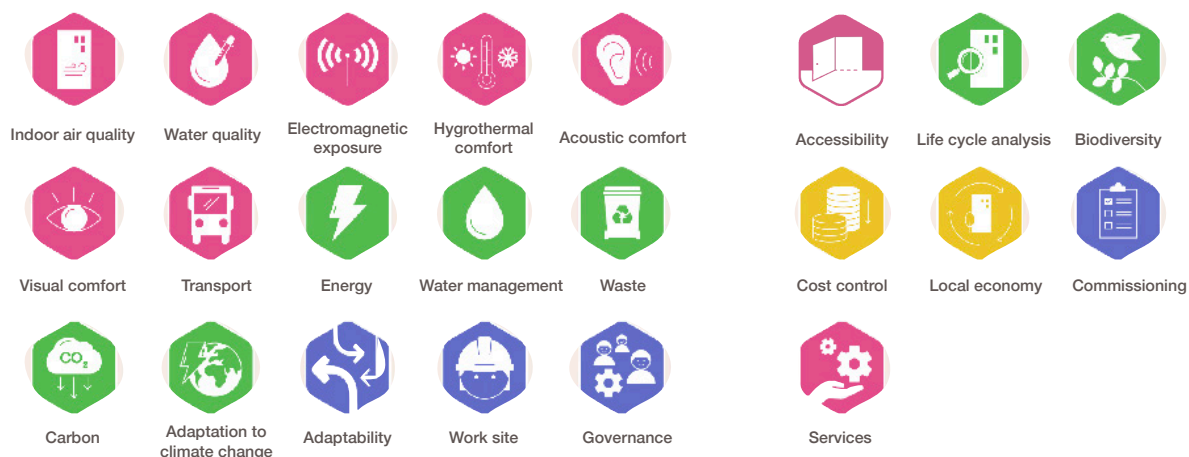 Indoor air quality
Water quality
Electromagnetic
exposure
Hygrothermal
comfort
Acoustic comfort
Accessibility
Life cycle analysis
Biodiversity
Visual comfort
Transport
Energy
Water management
Waste
Cost control
Local economy
Commissioning
CO2
Carbon
Adaptation to
climate change
Adaptability
Work site
Governance
Services